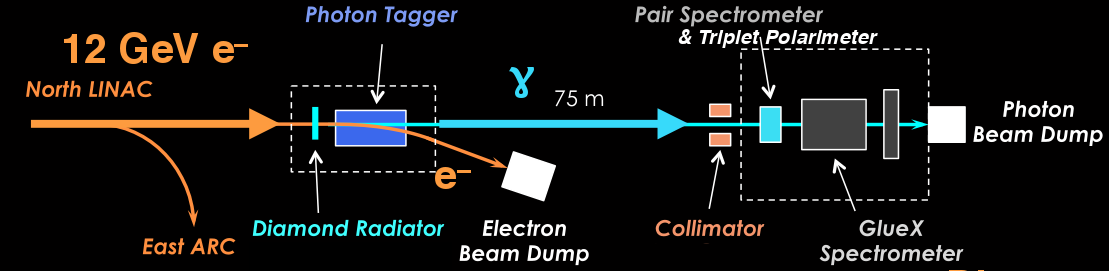 Photon Tagger
Pair Spectrometer
& Triplet Polarimeter
12 GeV e–
North LINAC
γ
75 m
Photon
Beam Dump
e–
East ARC
Diamond Radiator
Electron
Beam Dump
Collimator
GlueX
Spectrometer